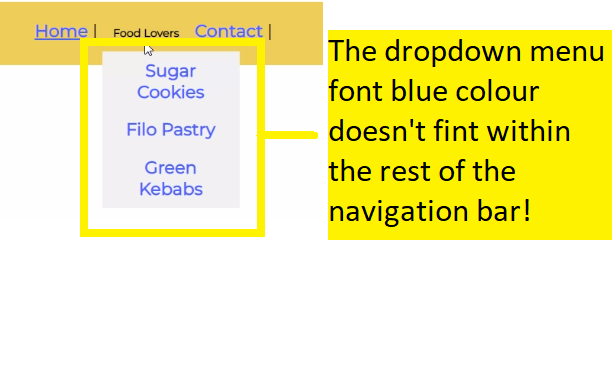 Home | Food Lovers Contact |
Sugar
Cookies
Filo Pastry
Green
Kebabs
The dropdown menu
font blue colour
doesn't fint within
the rest of the
navigation bar!